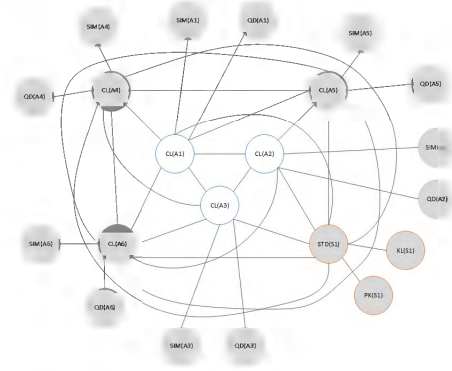 SIM(A4)
SIM(A1)
QD(A1)
SIM(A5)
QD(A4)
CL(A4)
CL(A5)
QD(A5)
CL(A1)
CL(A2)
SIM(
QD(A2)
CL(A3)
SIM(A6)
CL(A6)
STD(S1)
KL(S1)
QD(A6)
PK(S1)
SIM(A3)
QD(A3)